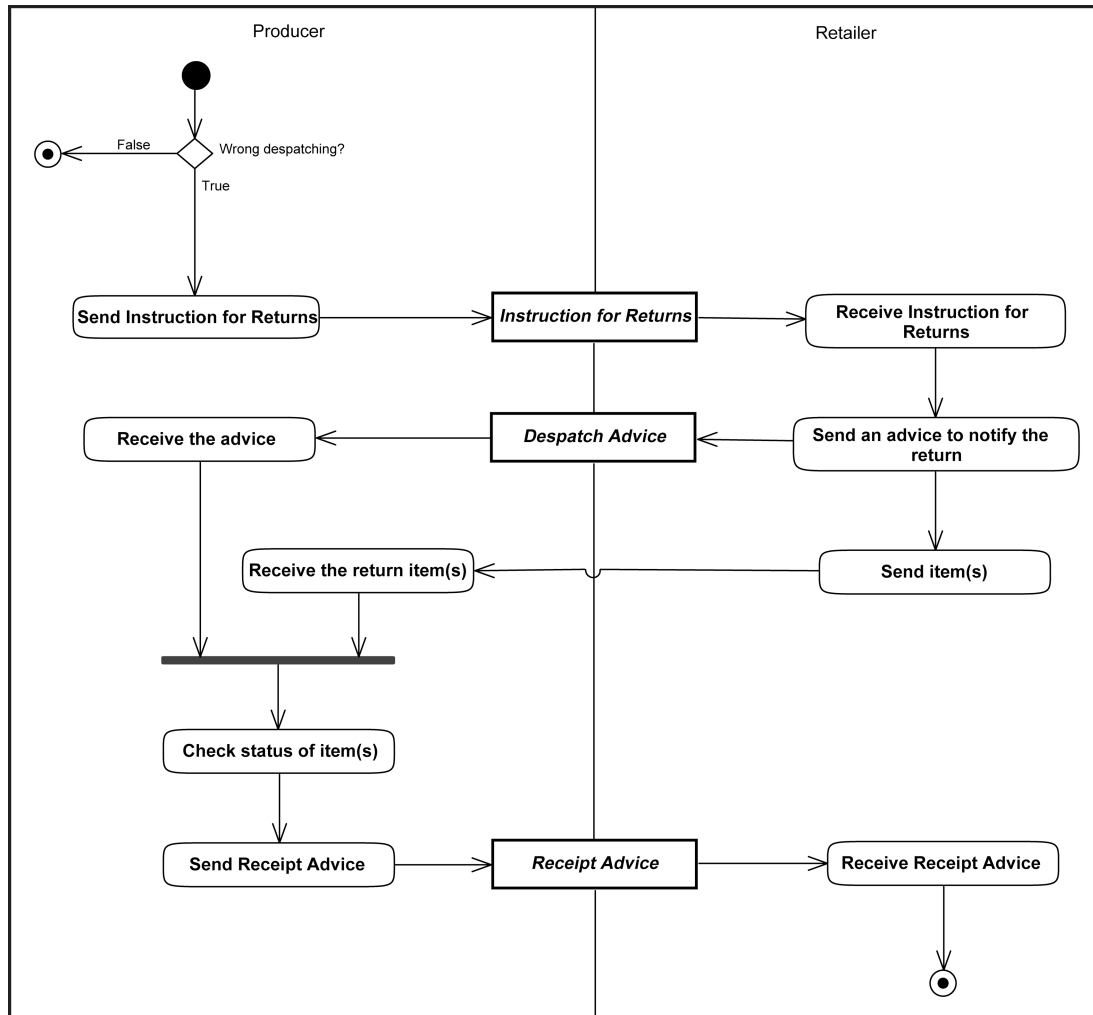 Producer
Retailer
False
Wrong despatching?
True
Send Instruction for Returns
Instruction for Returns
Receive Instruction for
Returns
Receive the advice
Despatch Advice
Send an advice to notify the
return
Receive the return item(s)
Send item(s)
Check status of item(s)
Send Receipt Advice
Receipt Advice
Receive Receipt Advice